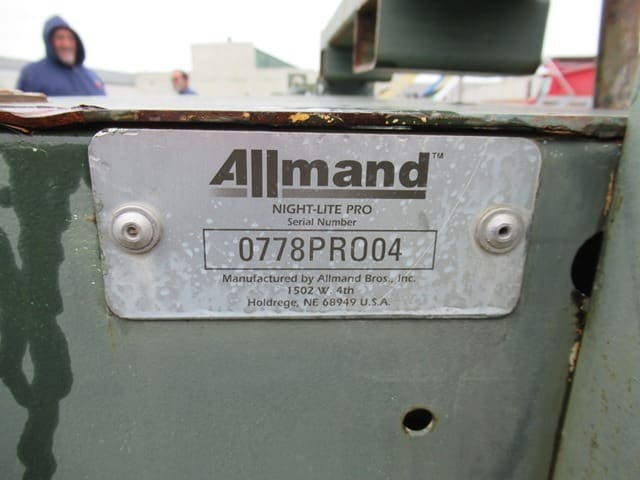 Allmand™
NIGHT-LITE PRO
Serial Number
0778PRO04
Manufactured by Allmand Bros., Inc.
1502 W. 4th
Holdrege, NE 68949 U.S.A.